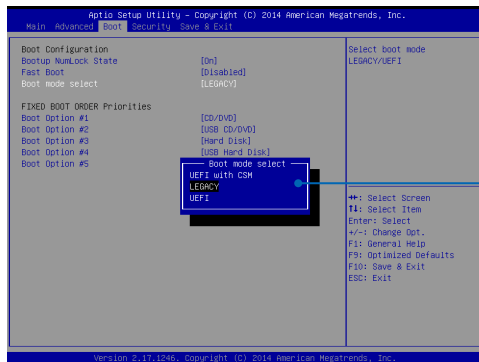 Aptio Setup Utility – Copyright (C) 2014 American Megatrends, Inc.
Main Advanced Boot Security Save & Exit
Boot Configuration
Bootup NumLock State [On]
Fast Boot [Disabled]
Boot mode select [LEGACY]
FIXED BOOT ORDER Priorities
Boot Option #1 [CD/DVD]
Boot Option #2 [USB CD/DVD]
Boot Option #3 [Hard Disk]
Boot Option #4 [USB Hard Disk]
Boot Option #5
Boot mode select
UEFI with CSM
LEGACY
UEFI
Select boot mode
LEGACY/UEFI
→←: Select Screen
↑↓: Select Item
Enter: Select
+/-: Change Opt.
F1: General Help
F9: Optimized Defaults
F10: Save & Exit
ESC: Exit
Version 2.17.1246. Copyright (C) 2014 American Megatrends, Inc.